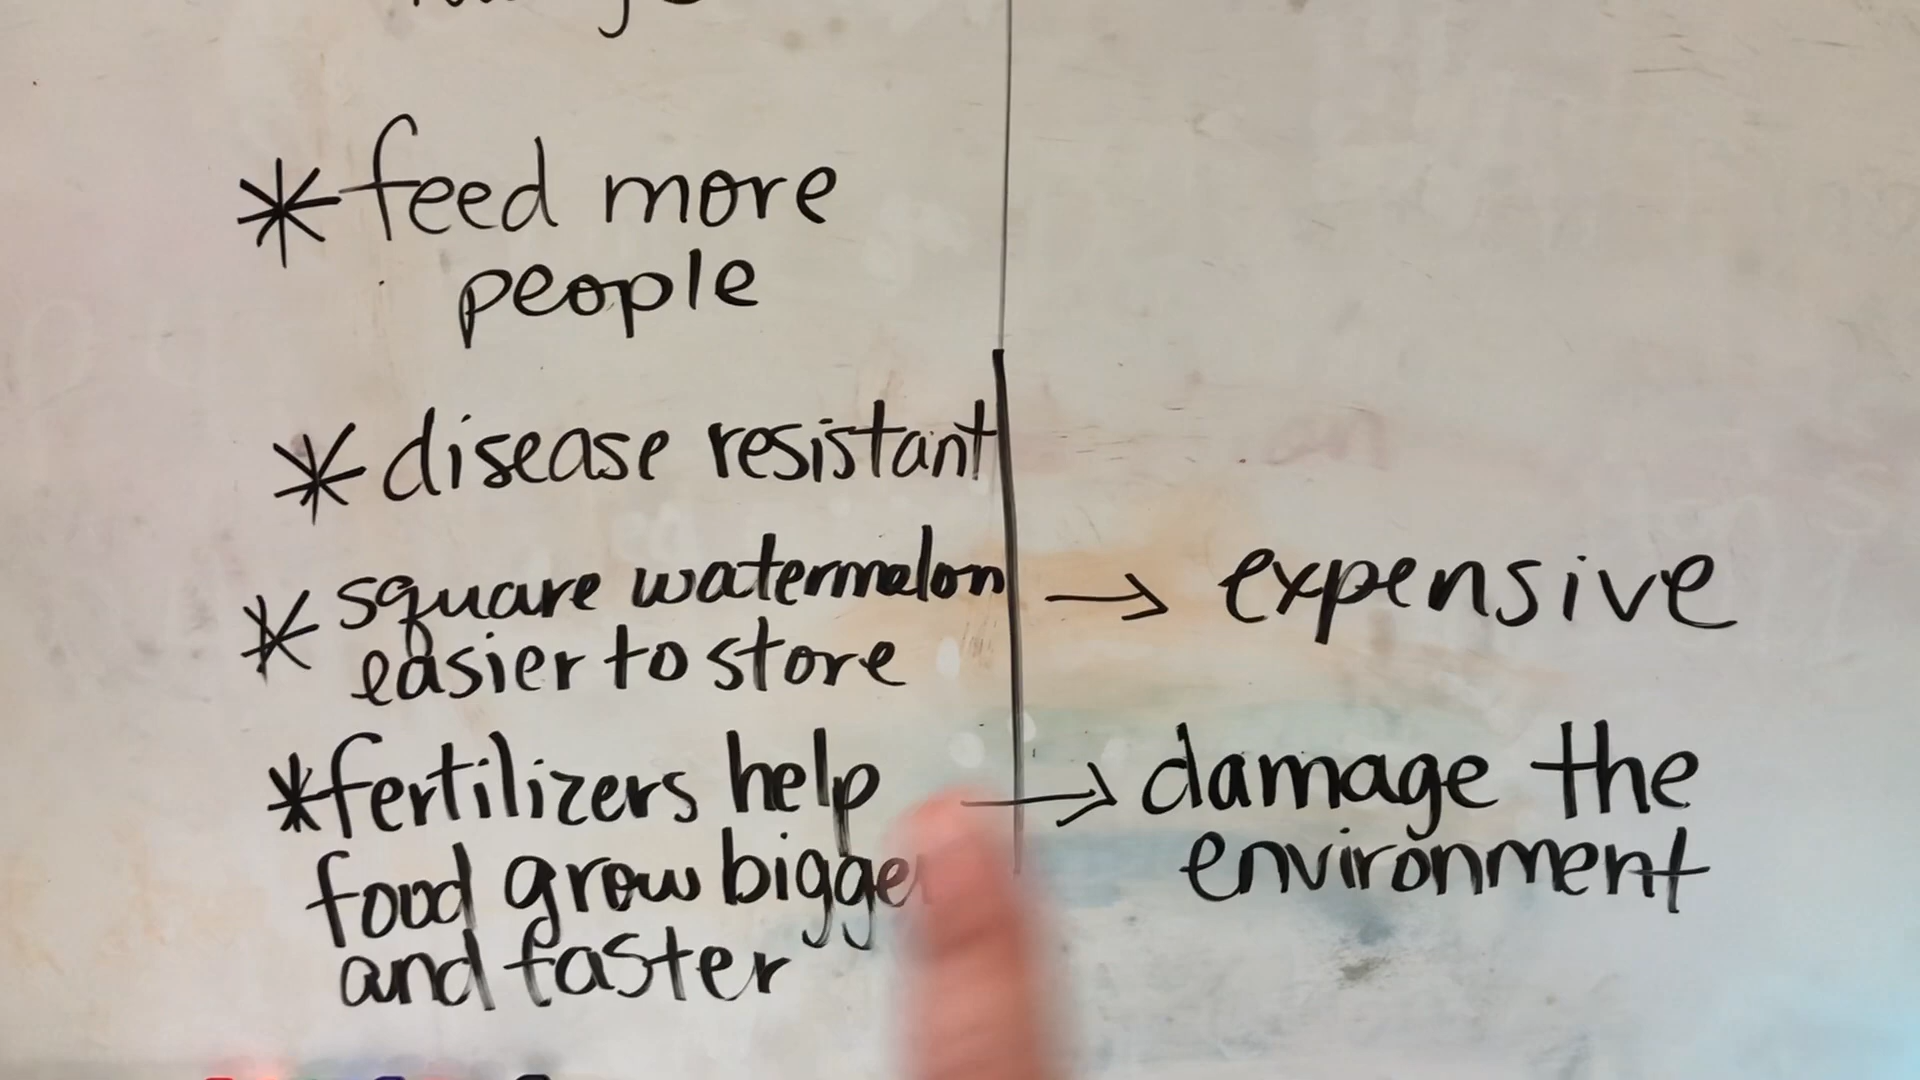 * feed more
people
* disease resistant
* square watermelon → expensive
easier to store
* fertilizers help → damage the
food grow bigger environment
and faster